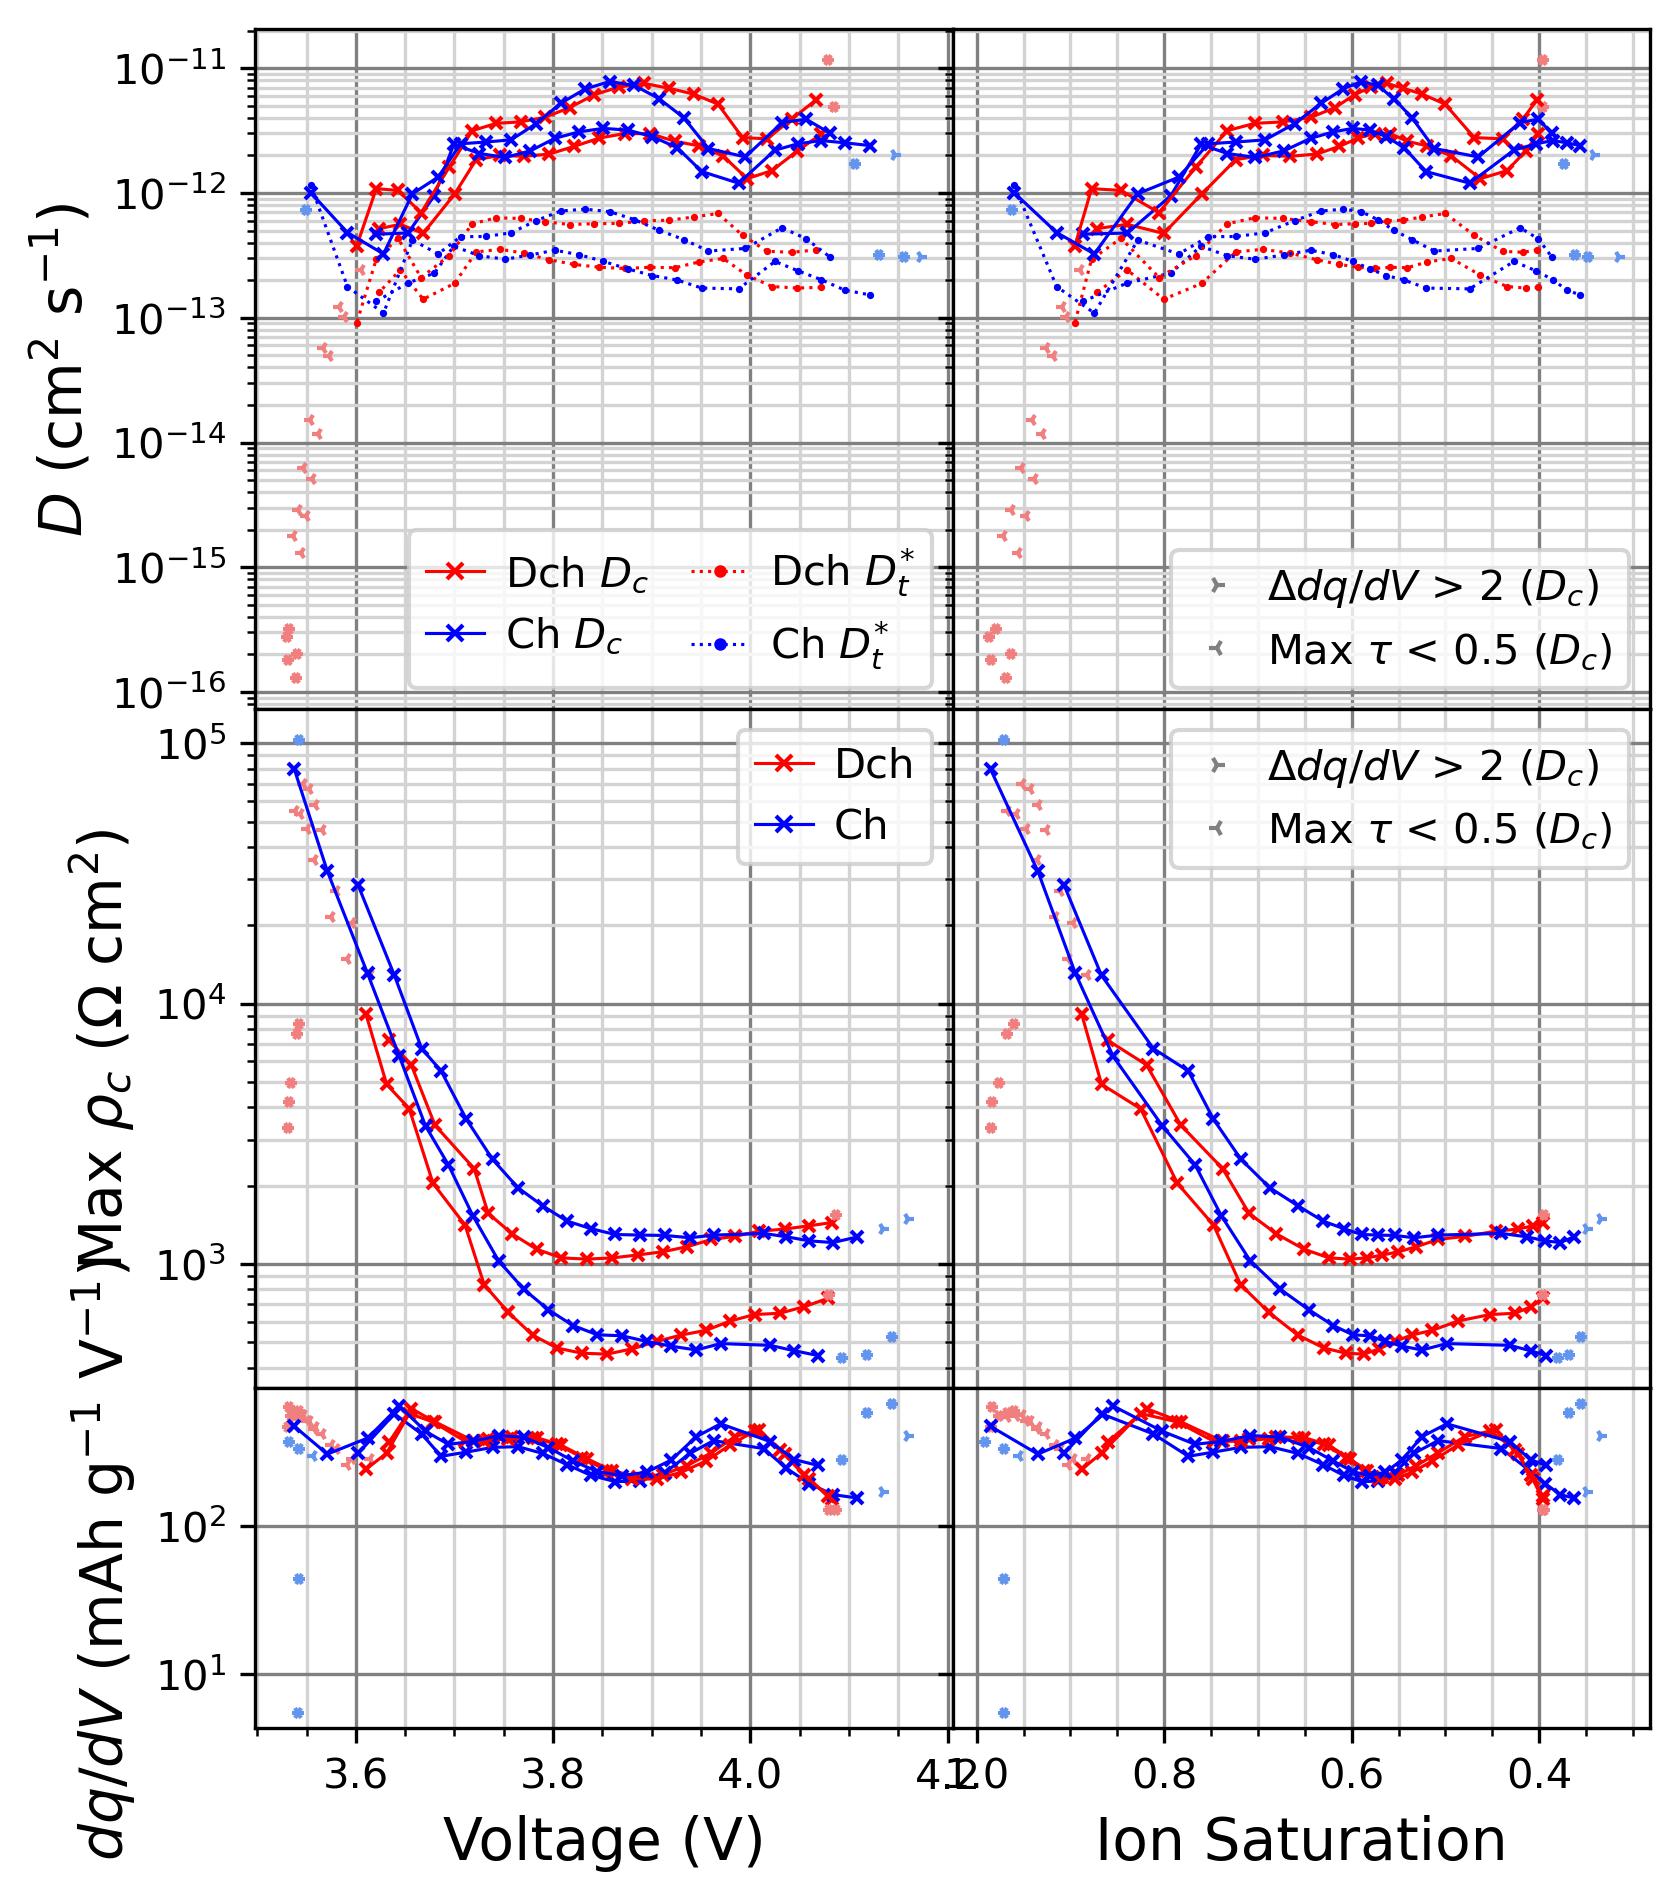 10⁻¹¹
10⁻¹²
10⁻¹³
10⁻¹⁴
10⁻¹⁵
10⁻¹⁶
D (cm² s⁻¹)
Dch D_c
Ch D_c
Dch D_t^*
Ch D_t^*
Δdq/dV > 2 (D_c)
Max τ < 0.5 (D_c)
10⁵
10⁴
10³
Max ρ_c (Ω cm²)
Dch
Ch
Δdq/dV > 2 (D_c)
Max τ < 0.5 (D_c)
10²
10¹
dq/dV (mAh g⁻¹ V⁻¹)
3.6 3.8 4.0 4.2
1.0 0.8 0.6 0.4
Voltage (V)
Ion Saturation